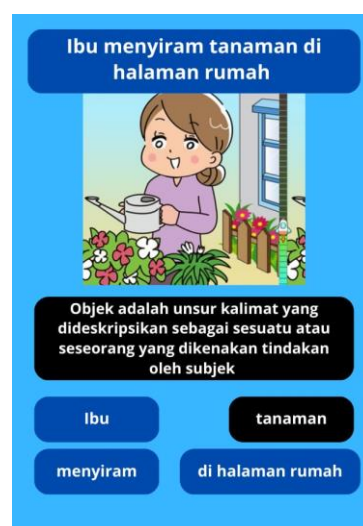 Ibu menyiram tanaman di
halaman rumah
Objek adalah unsur kalimat yang
dideskripsikan sebagai sesuatu atau
seseorang yang dikenakan tindakan
oleh subjek
Ibu
tanaman
menyiram
di halaman rumah